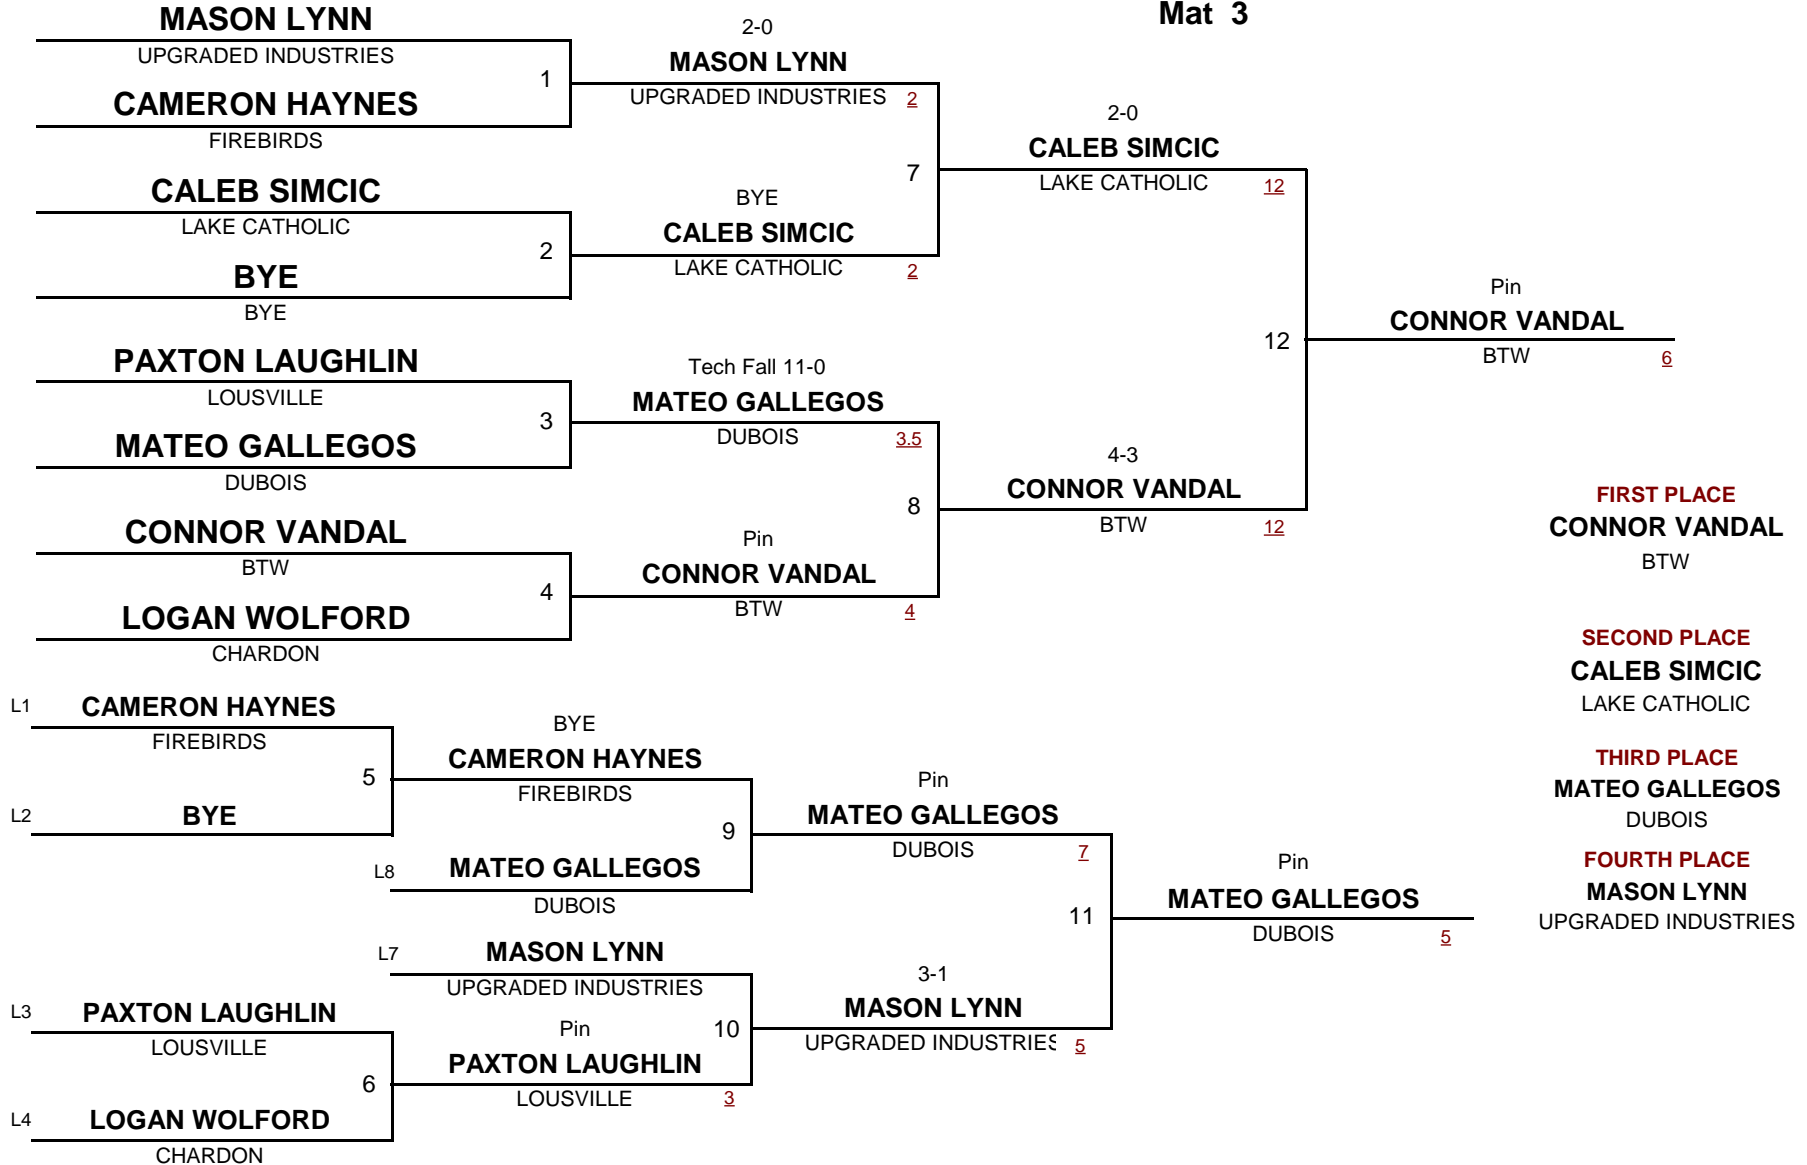 Mat 3
MASON LYNN
UPGRADED INDUSTRIES
1
CAMERON HAYNES
FIREBIRDS
CALEB SIMCIC
LAKE CATHOLIC
2
BYE
BYE
PAXTON LAUGHLIN
LOUSVILLE
3
MATEO GALLEGOS
DUBOIS
CONNOR VANDAL
BTW
4
LOGAN WOLFORD
CHARDON
2-0
MASON LYNN
UPGRADED INDUSTRIES 2
7
BYE
CALEB SIMCIC
LAKE CATHOLIC 2
Tech Fall 11-0
MATEO GALLEGOS
DUBOIS 3.5
8
Pin
CONNOR VANDAL
BTW 4
2-0
CALEB SIMCIC
LAKE CATHOLIC 12
12
4-3
CONNOR VANDAL
BTW 12
Pin
CONNOR VANDAL
BTW 6
FIRST PLACE
CONNOR VANDAL
BTW
SECOND PLACE
CALEB SIMCIC
LAKE CATHOLIC
THIRD PLACE
MATEO GALLEGOS
DUBOIS
FOURTH PLACE
MASON LYNN
UPGRADED INDUSTRIES
L1 CAMERON HAYNES
FIREBIRDS
5
L2 BYE
BYE
CAMERON HAYNES
FIREBIRDS
9
L8 MATEO GALLEGOS
DUBOIS
L7 MASON LYNN
UPGRADED INDUSTRIES
10
L3 PAXTON LAUGHLIN
LOUSVILLE
6
L4 LOGAN WOLFORD
CHARDON
Pin
PAXTON LAUGHLIN
LOUSVILLE 3
Pin
MATEO GALLEGOS
DUBOIS 7
11
3-1
MASON LYNN
UPGRADED INDUSTRIES 5
Pin
MATEO GALLEGOS
DUBOIS 5